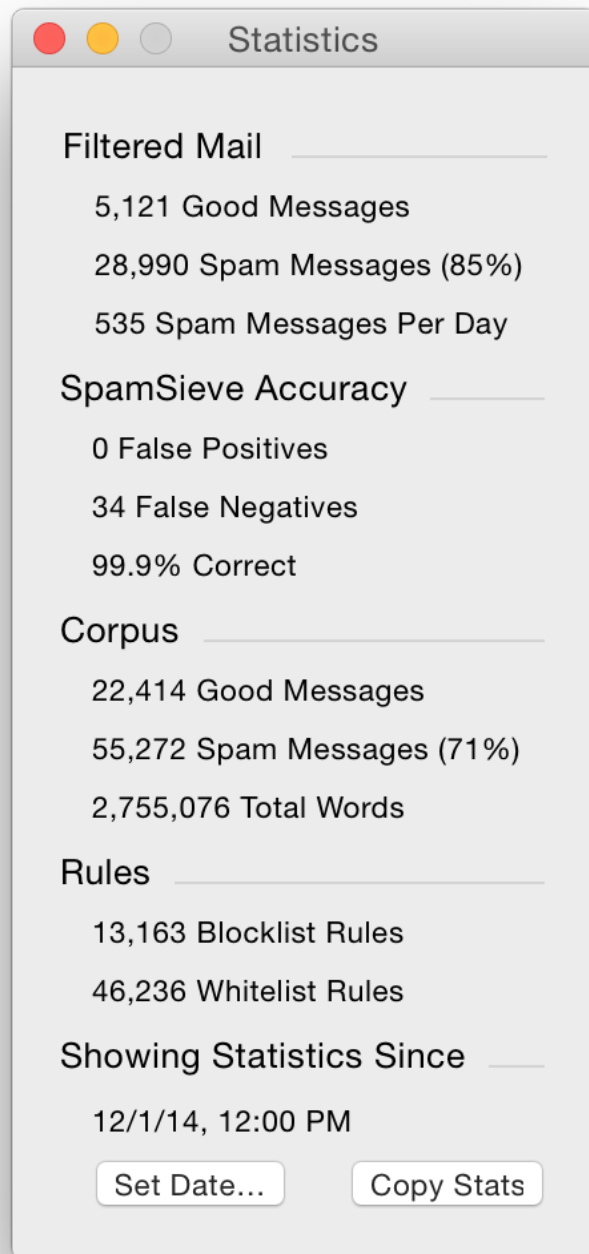 Statistics
Filtered Mail
5,121 Good Messages
28,990 Spam Messages (85%)
535 Spam Messages Per Day
SpamSieve Accuracy
0 False Positives
34 False Negatives
99.9% Correct
Corpus
22,414 Good Messages
55,272 Spam Messages (71%)
2,755,076 Total Words
Rules
13,163 Blocklist Rules
46,236 Whitelist Rules
Showing Statistics Since
12/1/14, 12:00 PM
Set Date... Copy Stats